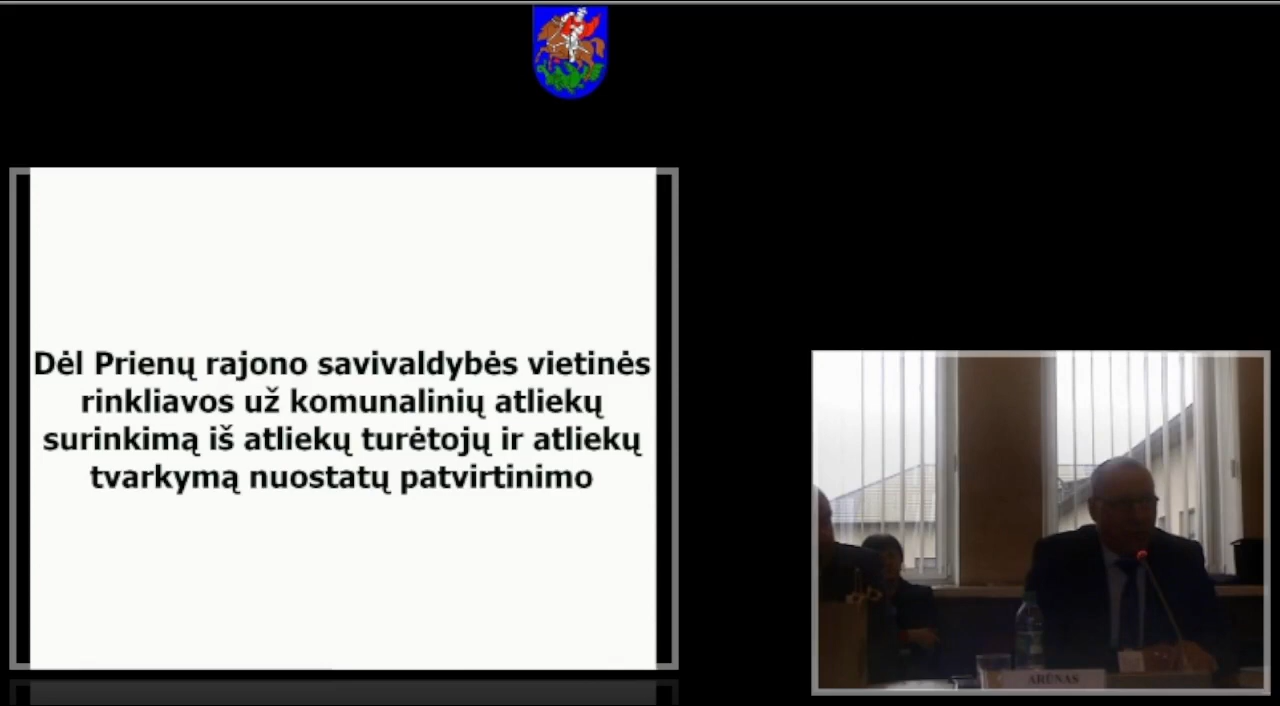 Dėl Prienų rajono savivaldybės vietinės
rinkliavos už komunalinių atliekų
surinkimą iš atliekų turėtojų ir atliekų
tvarkymą nuostatų patvirtinimo
ARŪNAS